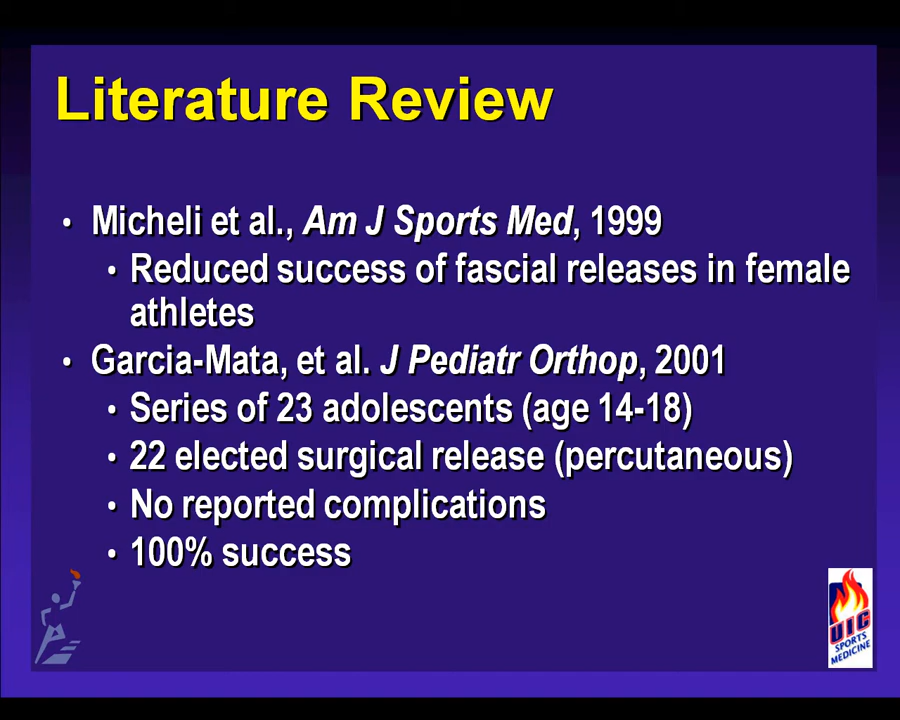 Literature Review
• Micheli et al., Am J Sports Med, 1999
• Reduced success of fascial releases in female
athletes
• Garcia-Mata, et al. J Pediatr Orthop, 2001
• Series of 23 adolescents (age 14-18)
• 22 elected surgical release (percutaneous)
• No reported complications
• 100% success
UIC
SPORTS
MEDICINE